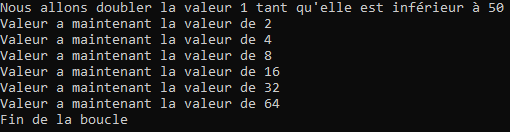 Nous allons doubler la valeur 1 tant qu'elle est inférieur à 50
Valeur a maintenant la valeur de 2
Valeur a maintenant la valeur de 4
Valeur a maintenant la valeur de 8
Valeur a maintenant la valeur de 16
Valeur a maintenant la valeur de 32
Valeur a maintenant la valeur de 64
Fin de la boucle